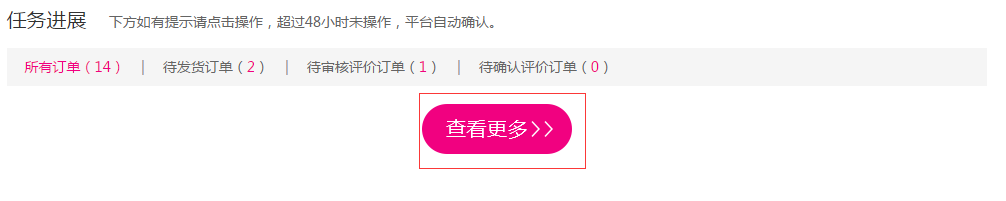 任务进展 下方如有提示请点击操作，超过48小时未操作，平台自动确认。
所有订单（14） | 待发货订单（2） | 待审核评价订单（1） | 待确认评价订单（0）
查看更多>>